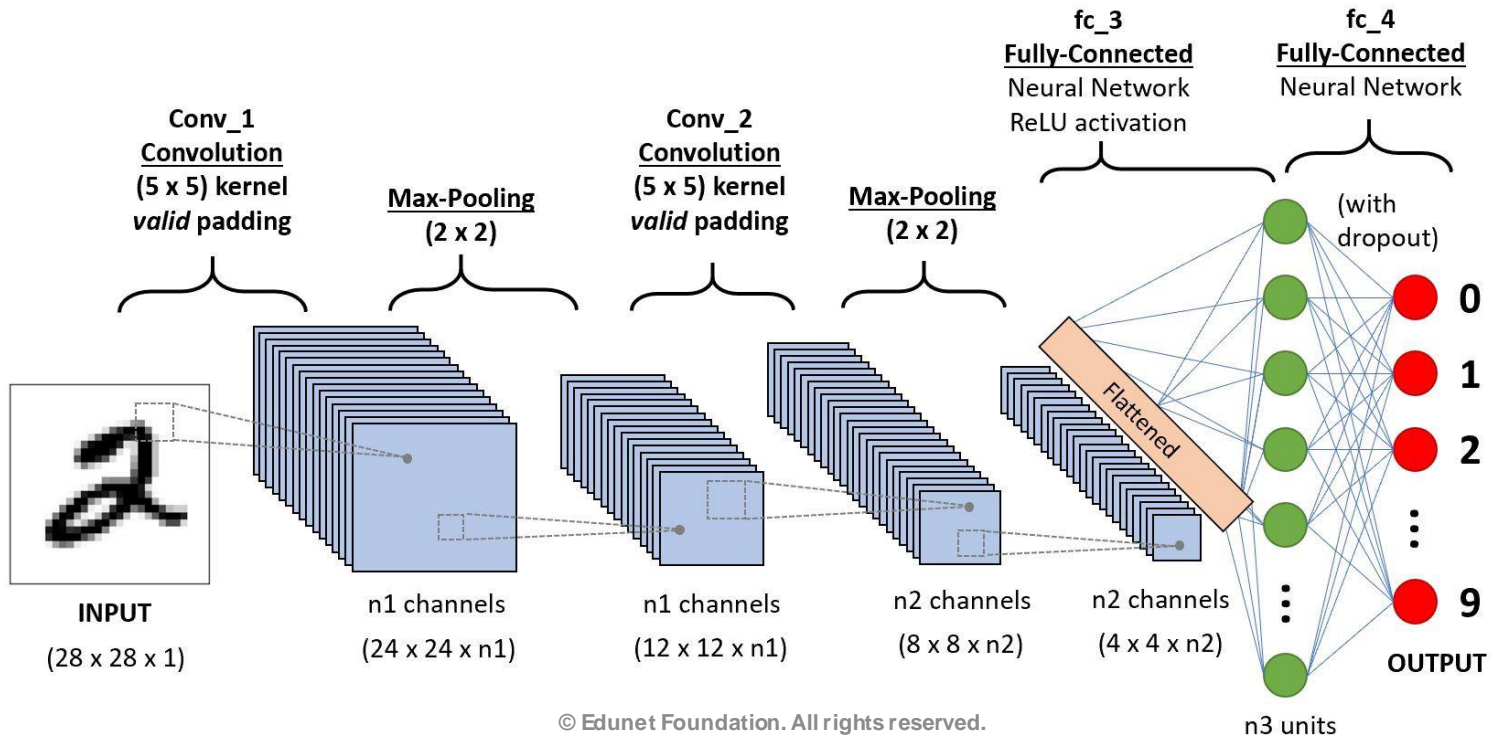 Conv_1
Convolution
(5 x 5) kernel
valid padding
Max-Pooling
(2 x 2)
Conv_2
Convolution
(5 x 5) kernel
valid padding
Max-Pooling
(2 x 2)
fc_3
Fully-Connected
Neural Network
ReLU activation
fc_4
Fully-Connected
Neural Network
(with
dropout)
INPUT
(28 x 28 x 1)
n1 channels
(24 x 24 x n1)
n1 channels
(12 x 12 x n1)
n2 channels
(8 x 8 x n2)
n2 channels
(4 x 4 x n2)
Flattened
n3 units
0
1
2
9
OUTPUT
2
© Edunet Foundation. All rights reserved.